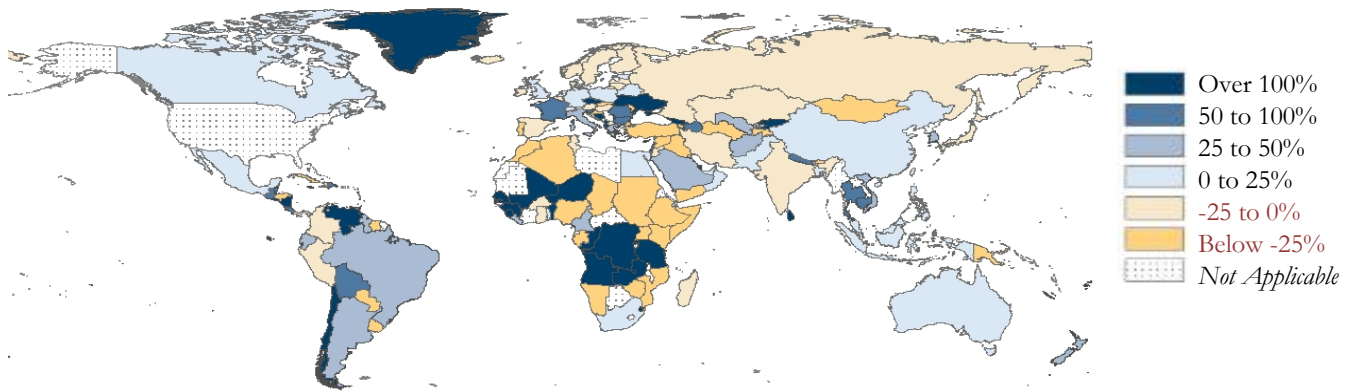 Over 100%
50 to 100%
25 to 50%
0 to 25%
-25 to 0%
Below -25%
Not Applicable